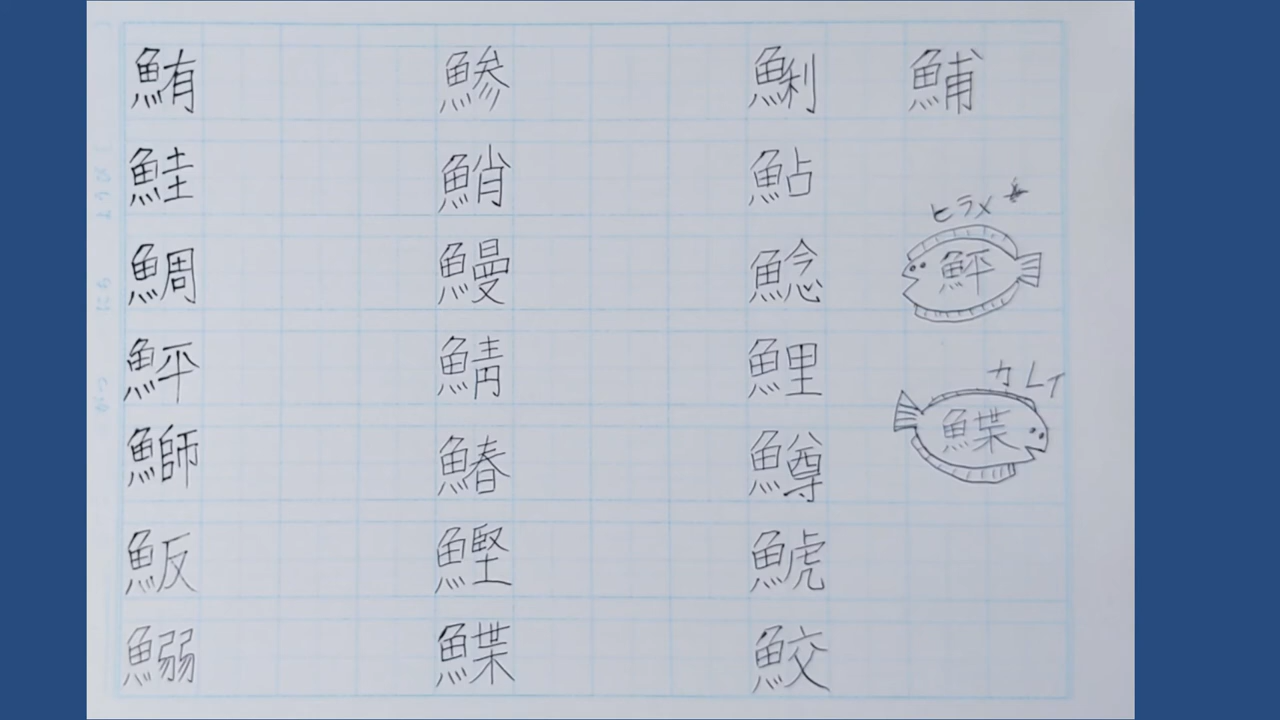 鮪 鯵 鯏 鯆
鮭 鮹 鮎
ヒラメ
鯛 鰻 鯰 鮃
鮃 鯖 鯉
カレイ
鰤 鰆 鱒 鰈
魬 鰹 鯱
鰯 鰈 鮫